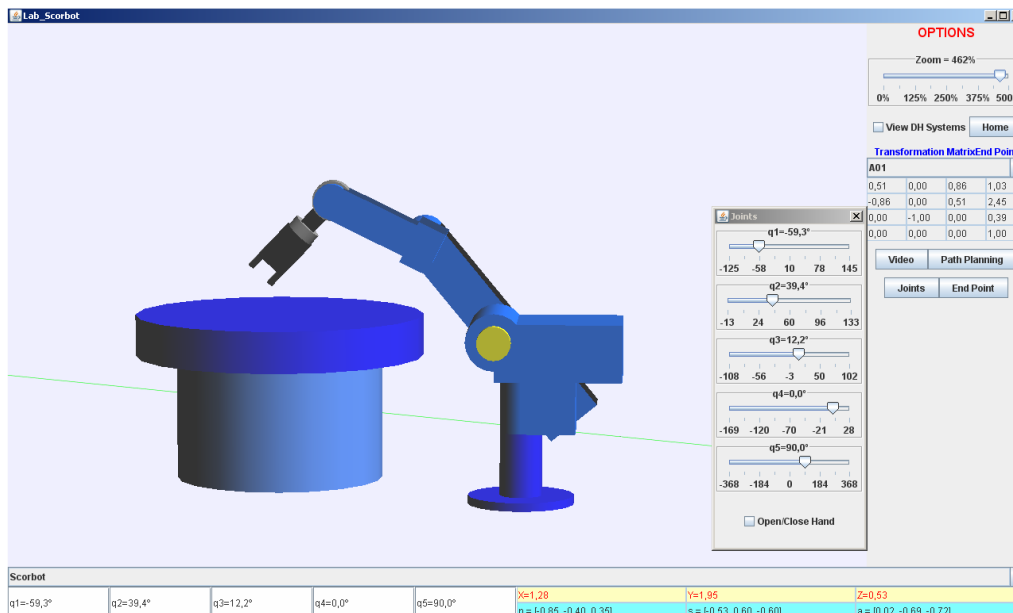 Lab_Scorbot
OPTIONS
Zoom = 462%
0% 125% 250% 375% 500
View DH Systems Home
Transformation Matrix End Poin
A01
0,51 0,00 0,86 1,03
-0,86 0,00 0,51 2,45
0,00 -1,00 0,00 0,39
0,00 0,00 0,00 1,00
Video Path Planning
Joints End Point
Joints
q1=-59,3°
-125 -58 10 78 145
q2=39,4°
-13 24 60 96 133
q3=12,2°
-108 -56 -3 50 102
q4=0,0°
-169 -120 -70 -21 28
q5=90,0°
-368 -184 0 184 368
Open/Close Hand
Scorbot
q1=-59,3° q2=39,4° q3=12,2° q4=0,0° q5=90,0° X=1,28 Y=1,95 Z=0,53
n = [-0.85, -0.40, 0.35] s = [-0.53, 0.60, -0.60] a = [0.02, -0.69, -0.72]